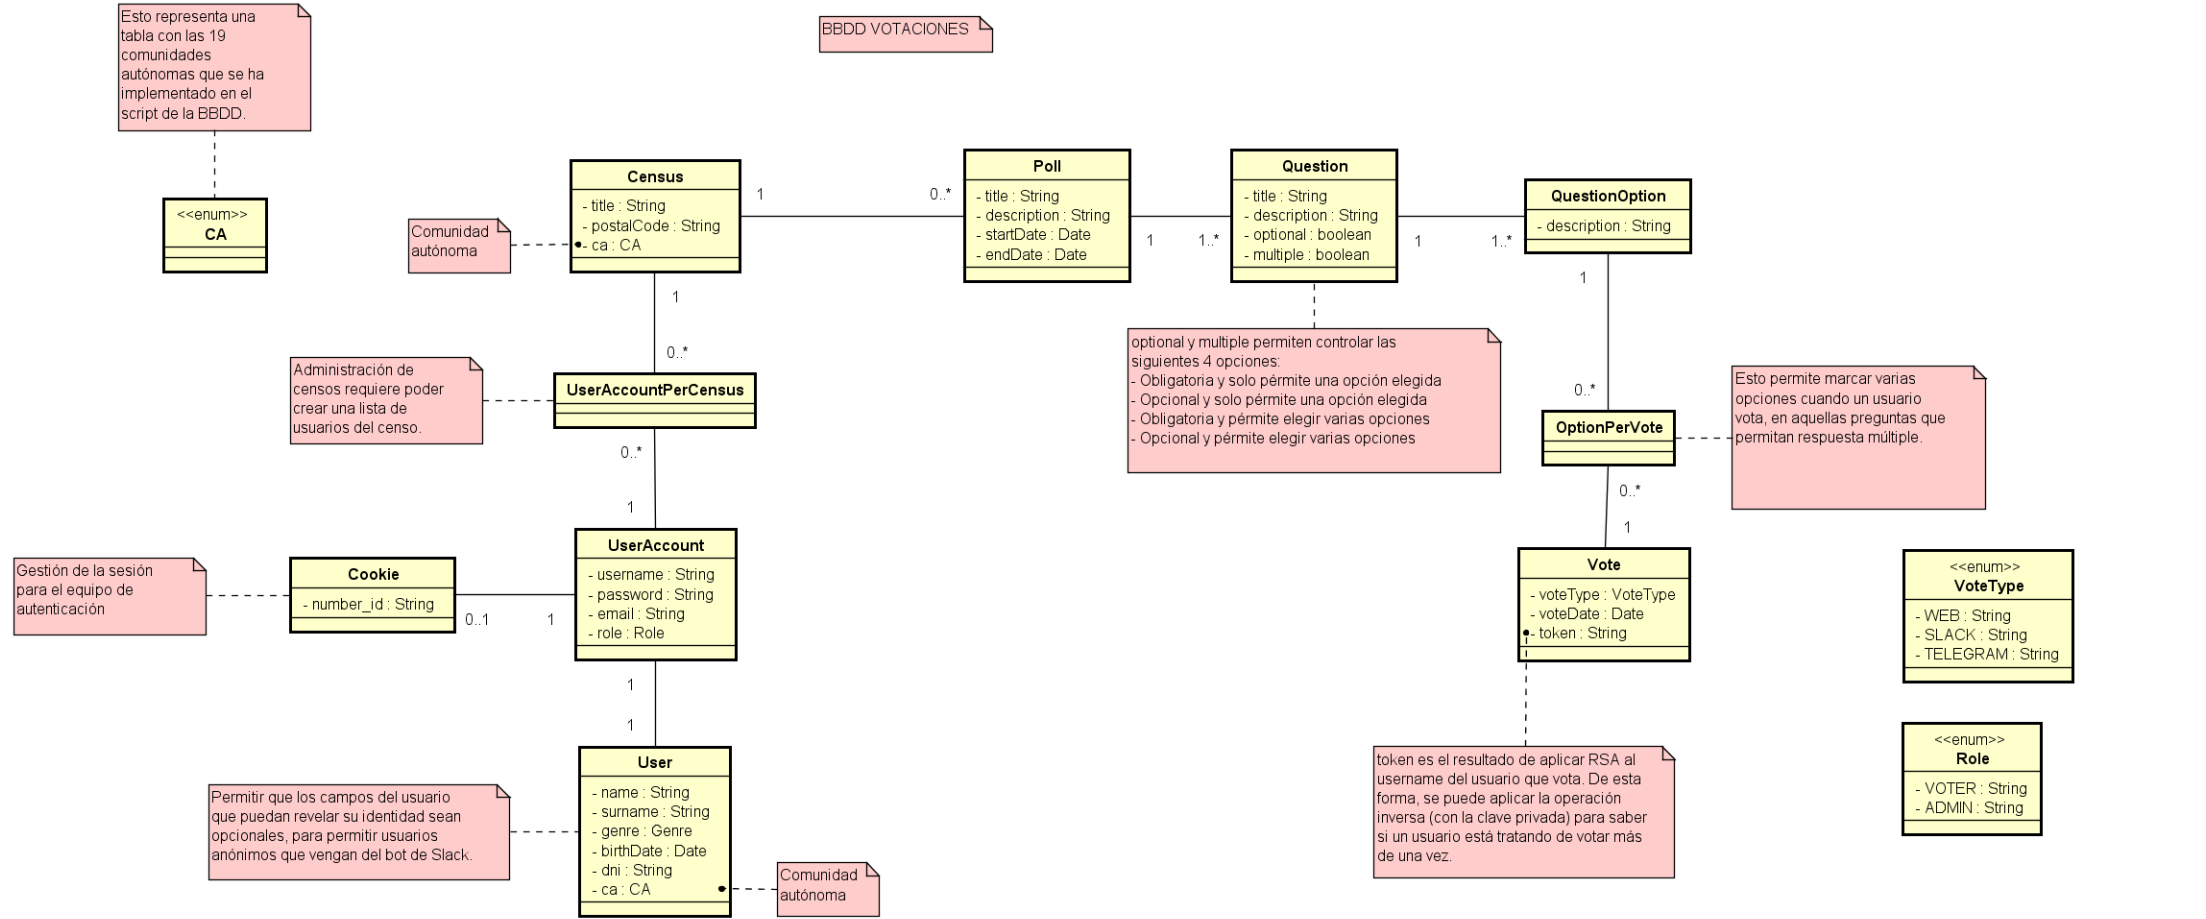 Esto representa una
tabla con las 19
comunidades
autónomas que se ha
implementado en el
script de la BBDD.
BBDD VOTACIONES
<<enum>>
CA
Comunidad
autónoma
Census
- title : String
- postalCode : String
- ca : CA
1
0..*
Poll
- title : String
- description : String
- startDate : Date
- endDate : Date
1
1..*
Question
- title : String
- description : String
- optional : boolean
- multiple : boolean
1
1..*
QuestionOption
- description : String
1
0..*
optional y multiple permiten controlar las
siguientes 4 opciones:
- Obligatoria y solo pérmite una opción elegida
- Opcional y solo pérmite una opción elegida
- Obligatoria y pérmite elegir varias opciones
- Opcional y pérmite elegir varias opciones
Esto permite marcar varias
opciones cuando un usuario
vota, en aquellas preguntas que
permitan respuesta múltiple.
OptionPerVote
0..*
1
1
0..*
Administración de
censos requiere poder
crear una lista de
usuarios del censo.
UserAccountPerCensus
0..*
1
Gestión de la sesión
para el equipo de
autenticación
Cookie
- number_id : String
0..1
1
UserAccount
- username : String
- password : String
- email : String
- role : Role
1
1
Vote
- voteType : VoteType
- voteDate : Date
- token : String
<<enum>>
VoteType
- WEB : String
- SLACK : String
- TELEGRAM : String
<<enum>>
Role
- VOTER : String
- ADMIN : String
Permitir que los campos del usuario
que puedan revelar su identidad sean
opcionales, para permitir usuarios
anónimos que vengan del bot de Slack.
User
- name : String
- surname : String
- genre : Genre
- birthDate : Date
- dni : String
- ca : CA
Comunidad
autónoma
token es el resultado de aplicar RSA al
username del usuario que vota. De esta
forma, se puede aplicar la operación
inversa (con la clave privada) para saber
si un usuario está tratando de votar más
de una vez.